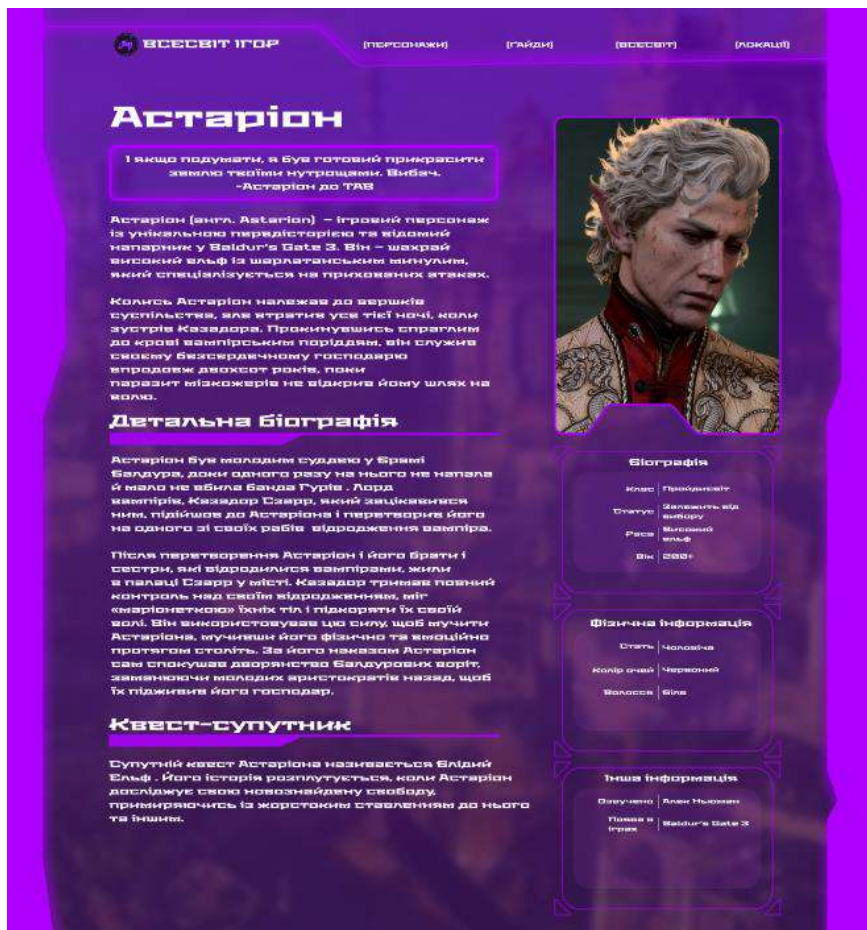 ВСЕСВІТ ІГОР
[ПЕРСОНАЖИ]
[ГАЙДИ]
[ВСЕСВІТ]
[ЛОКАЦІЇ]
Астаріон
І якщо подумати, я був готовий прикрасити
землю твоїми нутрощами. Вибач.
-Астаріон до ТАВ
Астаріон (англ. Astarion) – ігровий персонаж
із унікальною передісторією та відомий
напарник у Baldur's Gate 3. Він – шахрай
високий ельф із шарлатанським минулим,
який спеціалізується на прихованих атаках.
Колись Астаріон належав до вершків
суспільства, але втратив усе тієї ночі, коли
зустрів Казадора. Прокинувшись спраглим
до крові вампірським поріддям, він служив
своєму безсердечному господарю
впродовж двохсот років, поки
паразит мізкожерів не відкрив йому шлях на
волю.
Детальна біографія
Астаріон був молодим суддею у Брамі
Балдура, доки одного разу на нього не напала
й мало не вбила банда Гурів . Лорд
вампірів, Казадор Сзарр, який зацікавився
ним, підійшов до Астаріона і перетворив його
на одного зі своїх рабів відродження вампіра.
Після перетворення Астаріон і його брати і
сестри, які відродилися вампірами, жили
в палаці Сзарр у місті. Казадор тримав повний
контроль над своїм відродженням, міг
«маріонеткою» їхніх тіл і підкоряти їх своїй
волі. Він використовував цю силу, щоб мучити
Астаріона, мучивши його фізично та емоційно
протягом століть. За його наказом Астаріон
сам спокушав дворянство Балдурових воріт,
заманюючи молодих аристократів назад, щоб
їх підживив його господар.
Квест-супутник
Супутній квест Астаріона називається Блідий
Ельф . Його історія розплутується, коли Астаріон
досліджує свою новознайдену свободу,
примиряючись із жорстоким ставленням до нього
та іншим.
Біографія
Клас Пройдисвіт
Статус Залежить від
вибору
Раса Високий
ельф
Вік 200+
Фізична інформація
Стать Чоловіча
Колір очей Червоний
Волосся Біле
Інша інформація
Озвучено Алек Ньюман
Поява в
іграх Baldur's Gate 3